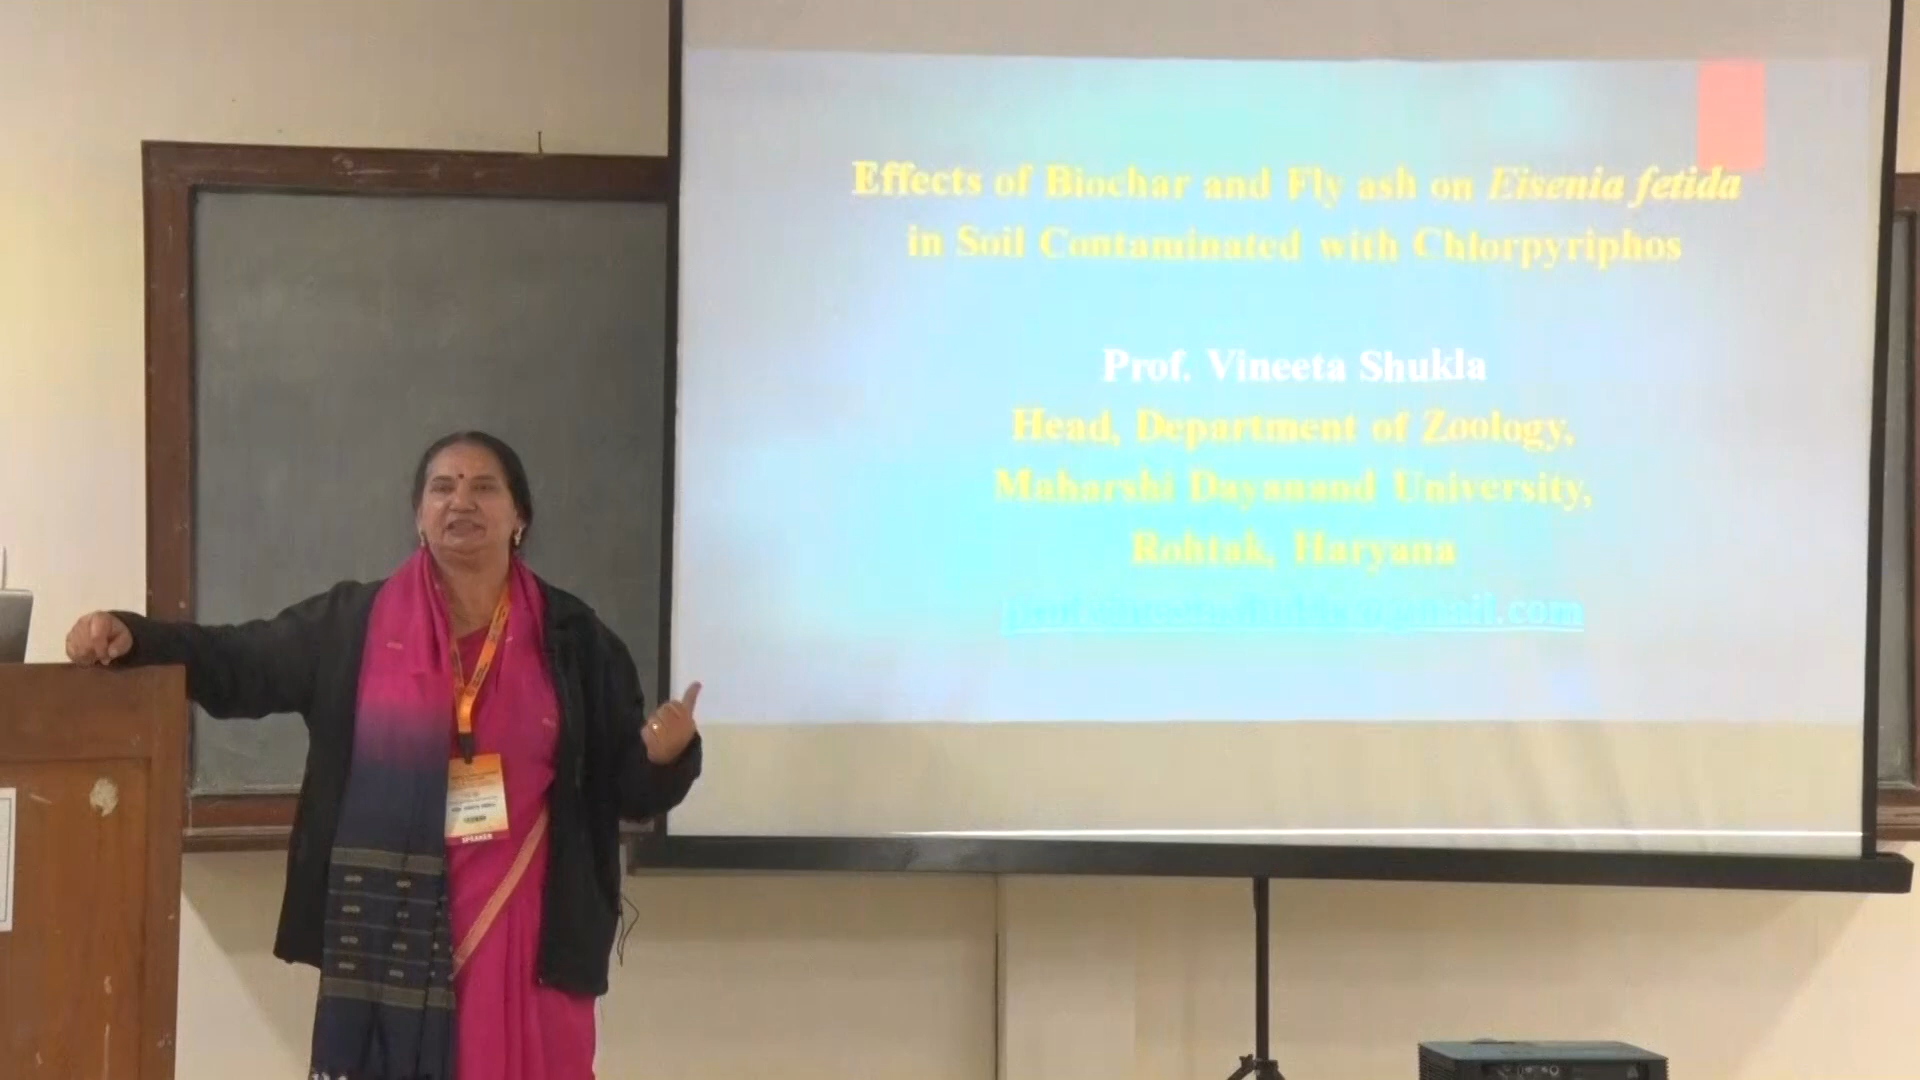 Effects of Biochar and Fly ash on Eisenia fetida
in Soil Contaminated with Chlorpyriphos
Prof. Vineeta Shukla
Head, Department of Zoology,
Maharshi Dayanand University,
Rohtak, Haryana
SPEAKER